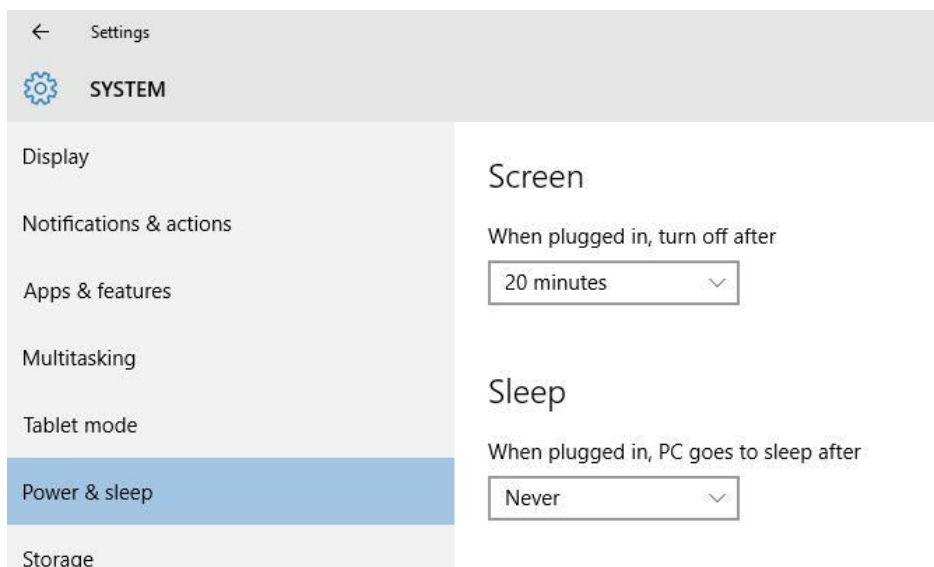 Settings
SYSTEM
Display
Notifications & actions
Apps & features
Multitasking
Tablet mode
Power & sleep
Storage
Screen
When plugged in, turn off after
20 minutes
Sleep
When plugged in, PC goes to sleep after
Never